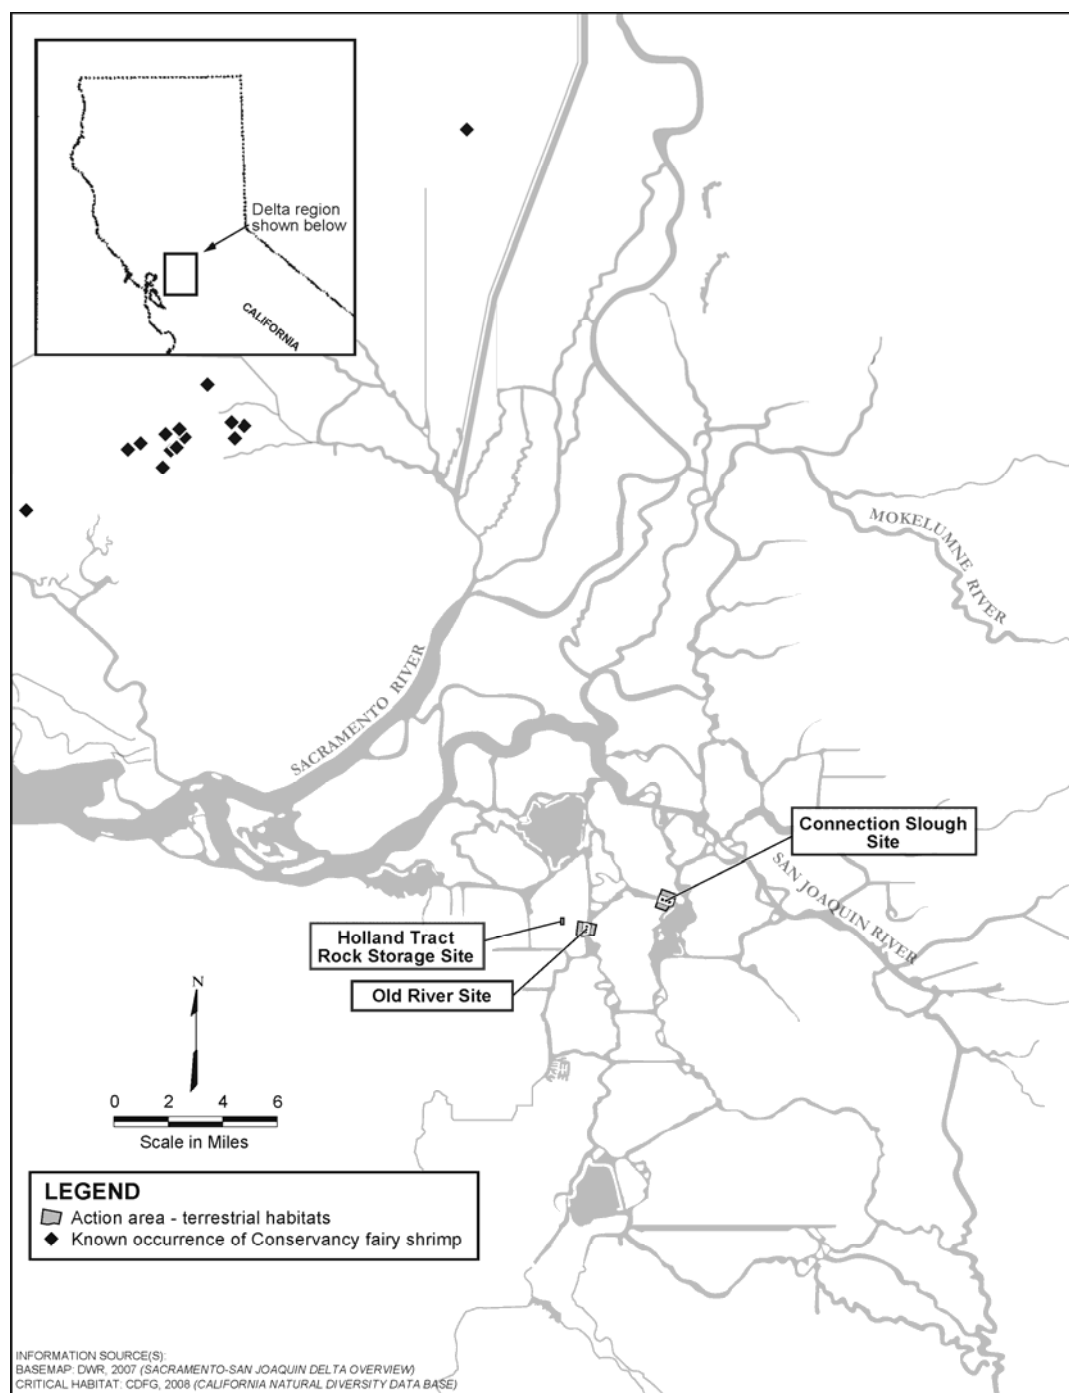 Delta region
shown below
CALIFORNIA
MOKELUMNE
RIVER
SACRAMENTO RIVER
Connection Slough
Site
SAN JOAQUIN RIVER
Holland Tract
Rock Storage Site
Old River Site
N
0 2 4 6
Scale in Miles
LEGEND
Action area - terrestrial habitats
Known occurrence of Conservancy fairy shrimp
INFORMATION SOURCE(S):
BASEMAP: DWR, 2007 (SACRAMENTO-SAN JOAQUIN DELTA OVERVIEW)
CRITICAL HABITAT: CDFG, 2008 (CALIFORNIA NATURAL DIVERSITY DATA BASE)